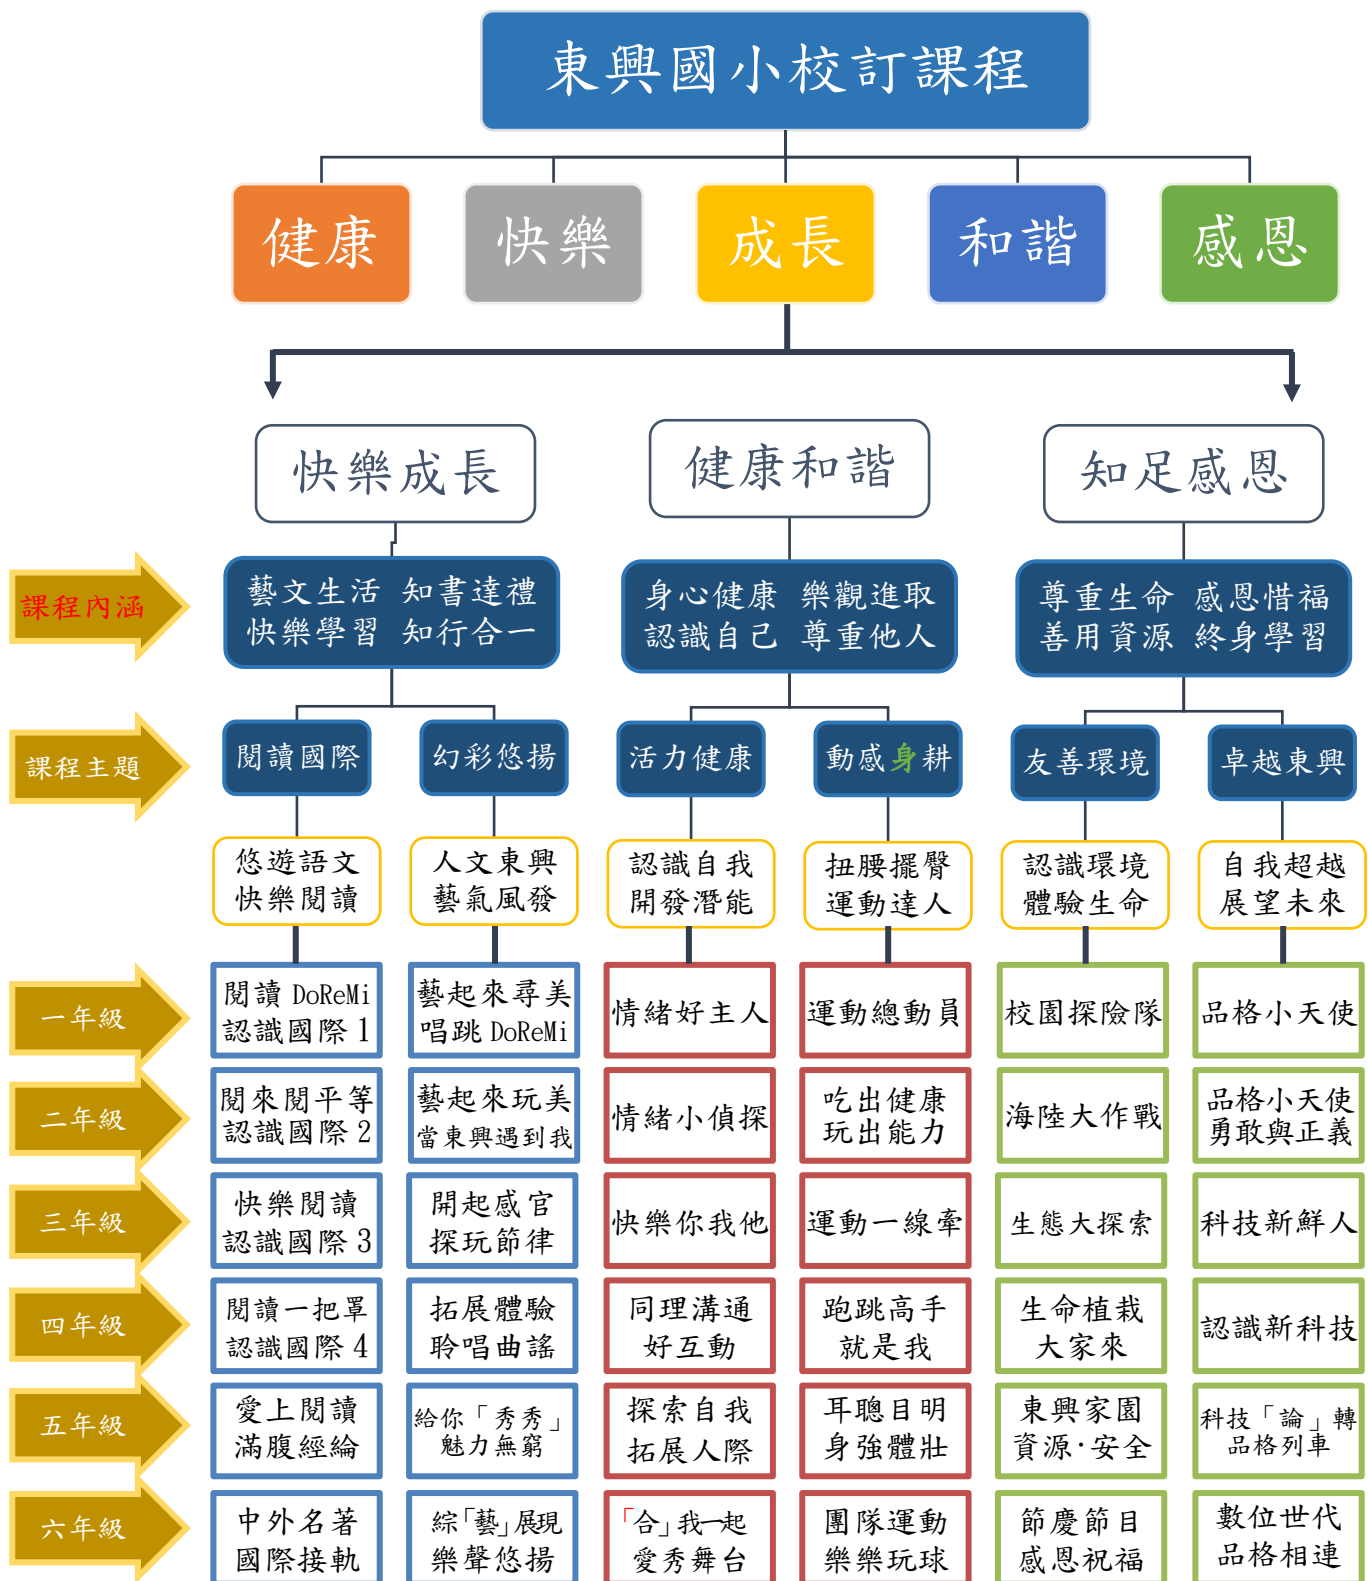 東興國小校訂課程
健康
快樂
成長
和諧
感恩
快樂成長
健康和諧
知足感恩
課程內涵
藝文生活 知書達禮
快樂學習 知行合一
身心健康 樂觀進取
認識自己 尊重他人
尊重生命 感恩惜福
善用資源 終身學習
課程主題
閱讀國際
幻彩悠揚
活力健康
動感身耕
友善環境
卓越東興
悠遊語文
快樂閱讀
人文東興
藝氣風發
認識自我
開發潛能
扭腰擺臀
運動達人
認識環境
體驗生命
自我超越
展望未來
一年級
閱讀 DoReMi
認識國際 1
藝起來尋美
唱跳 DoReMi
情緒好主人
運動總動員
校園探險隊
品格小天使
二年級
閱來閱平等
認識國際 2
藝起來玩美
當東興遇到我
情緒小偵探
吃出健康
玩出能力
海陸大作戰
品格小天使
勇敢與正義
三年級
快樂閱讀
認識國際 3
開起感官
探玩節律
快樂你我他
運動一線牽
生態大探索
科技新鮮人
四年級
閱讀一把罩
認識國際 4
拓展體驗
聆唱曲謠
同理溝通
好互動
跑跳高手
就是我
生命植栽
大家來
認識新科技
五年級
愛上閱讀
滿腹經綸
給你「秀秀」
魅力無窮
探索自我
拓展人際
耳聰目明
身強體壯
東興家園
資源·安全
科技「論」轉
品格列車
六年級
中外名著
國際接軌
綜「藝」展現
樂聲悠揚
「合」我一起
愛秀舞台
團隊運動
樂樂玩球
節慶節目
感恩祝福
數位世代
品格相連